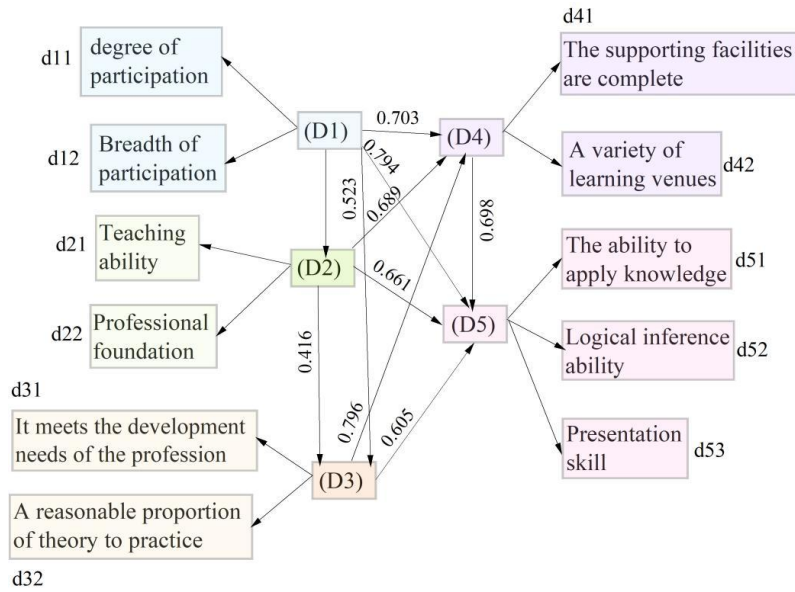 d11
degree of
participation
d12
Breadth of
participation
d21
Teaching
ability
d22
Professional
foundation
d31
It meets the development
needs of the profession
A reasonable proportion
of theory to practice
d32
(D1)
(D2)
(D3)
(D4)
(D5)
0.703
0.794
0.523
0.689
0.698
0.661
0.416
0.796
0.605
d41
The supporting facilities
are complete
A variety of
learning venues
d42
The ability to
apply knowledge
d51
Logical inference
ability
d52
Presentation
skill
d53